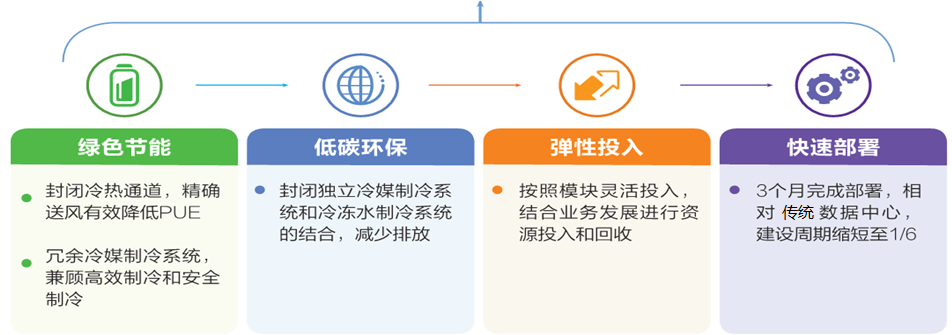 绿色节能
封闭冷热通道，精确
送风有效降低PUE
冗余冷媒制冷系统，
兼顾高效制冷和安全
制冷
低碳环保
封闭独立冷媒制冷系
统和冷冻水制冷系统
的结合，减少排放
弹性投入
按照模块灵活投入，
结合业务发展进行资
源投入和回收
快速部署
3个月完成部署，相
对 传统 数据中心，
建设周期缩短至1/6